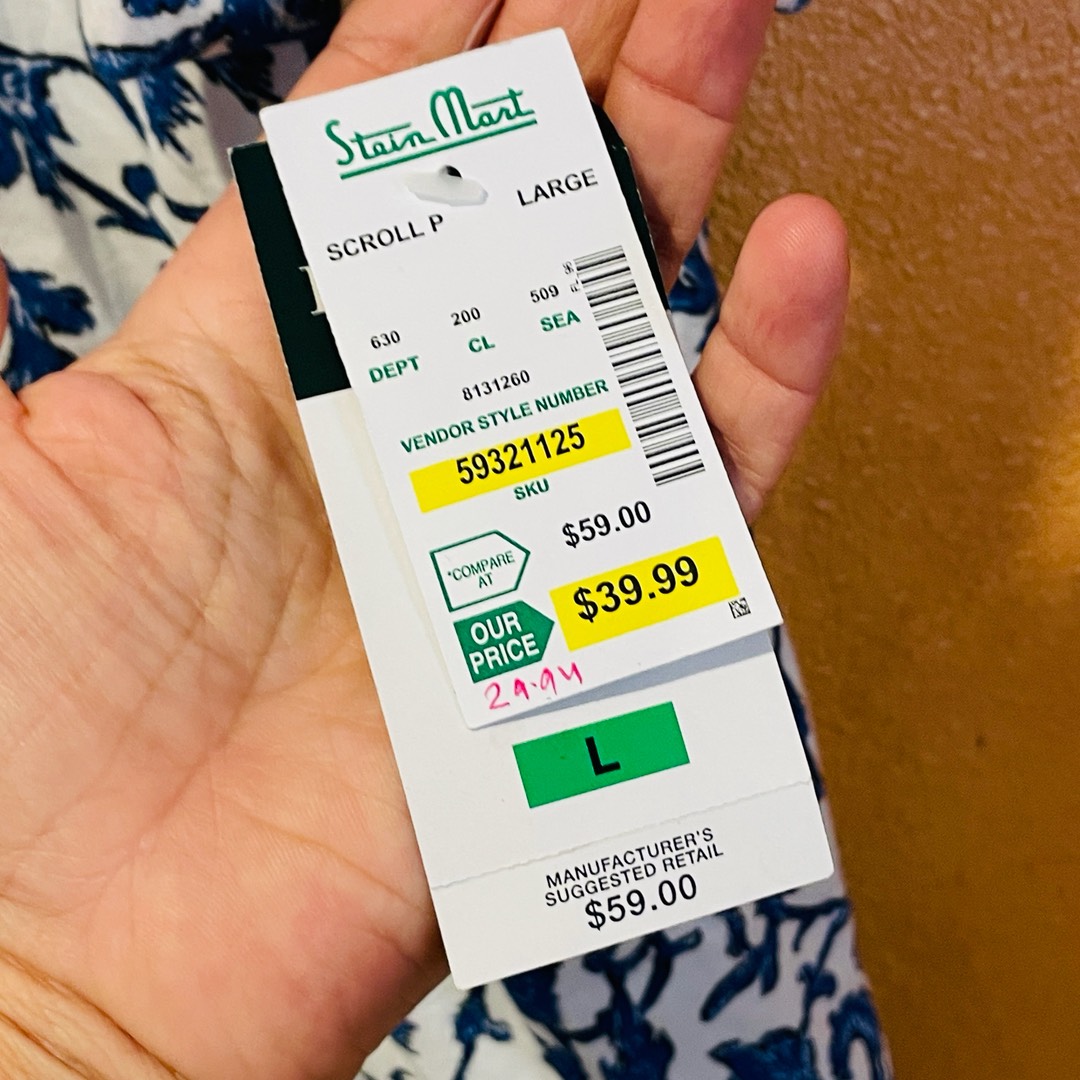 Stein Mart
SCROLL P LARGE
630 200 509
DEPT CL SEA
8131260
VENDOR STYLE NUMBER
59321125
SKU
*COMPARE
AT
$59.00
OUR
PRICE
$39.99
29.94
L
MANUFACTURER'S
SUGGESTED RETAIL
$59.00